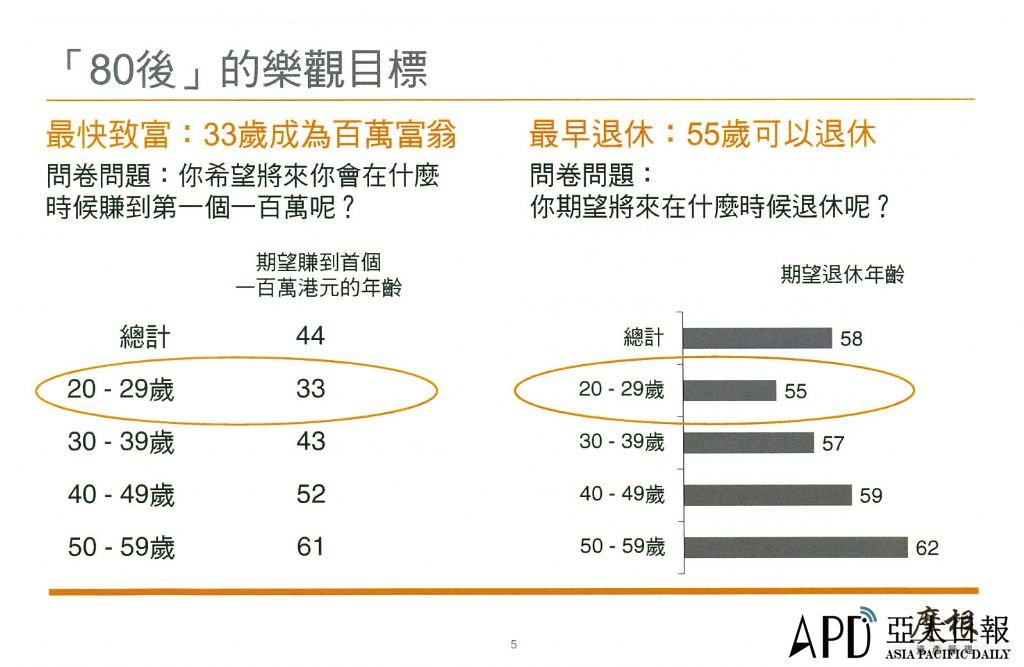 「80後」的樂觀目標
最快致富：33歲成為百萬富翁
問卷問題：你希望將來你會在什麼
時候賺到第一個一百萬呢？
期望賺到首個
一百萬港元的年齡
總計 44
20 - 29歲 33
30 - 39歲 43
40 - 49歲 52
50 - 59歲 61
最早退休：55歲可以退休
問卷問題：
你期望將來在什麼時候退休呢？
期望退休年齡
總計 58
20 - 29歲 55
30 - 39歲 57
40 - 49歲 59
50 - 59歲 62
5
APD 亞太日報
ASIA PACIFIC DAILY